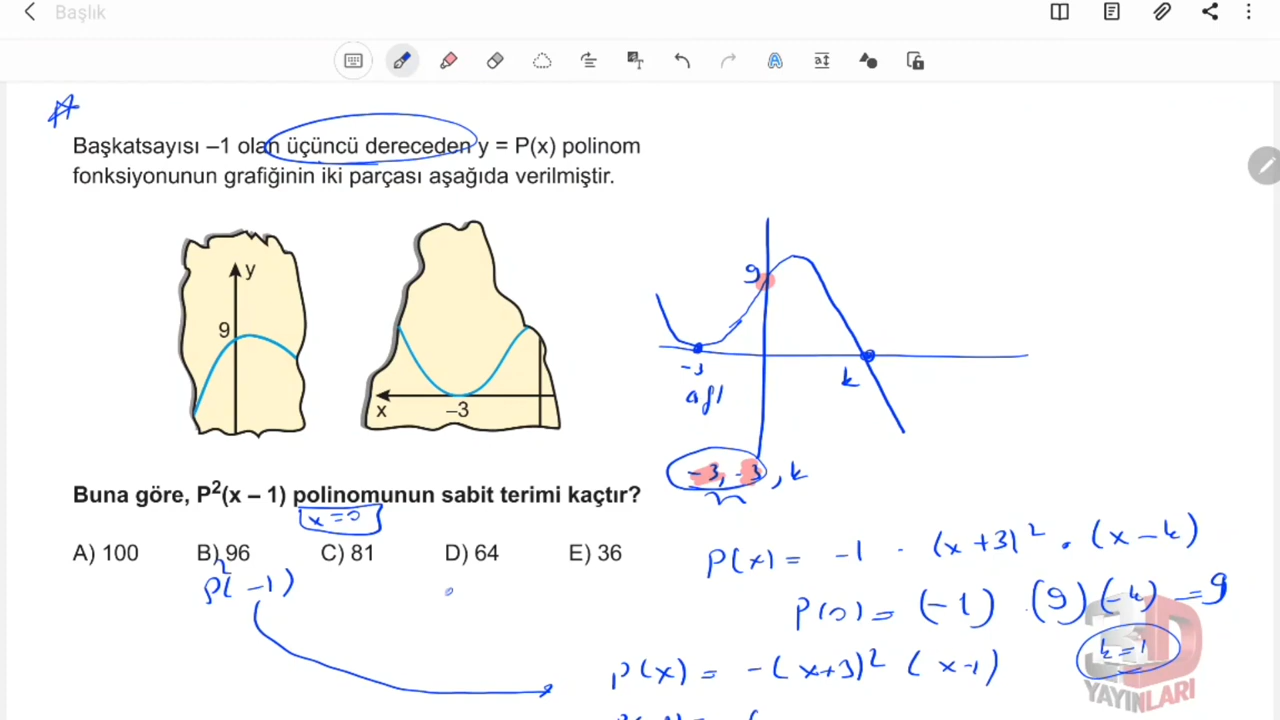 Başlık
Başkatsayısı –1 olan üçüncü dereceden y = P(x) polinom
fonksiyonunun grafiğinin iki parçası aşağıda verilmiştir.
y
9
x
–3
9
-3
k
-3, -3, k
Buna göre, P²(x – 1) polinomunun sabit terimi kaçtır?
x=0
A) 100 B) 96 C) 81 D) 64 E) 36
P²(-1)
P(x) = -1 · (x+3)² · (x-k)
P(0) = (-1) · (9)(-k) = 9
k=1
P(x) = -(x+3)² (x-1)
3D
YAYINLARI